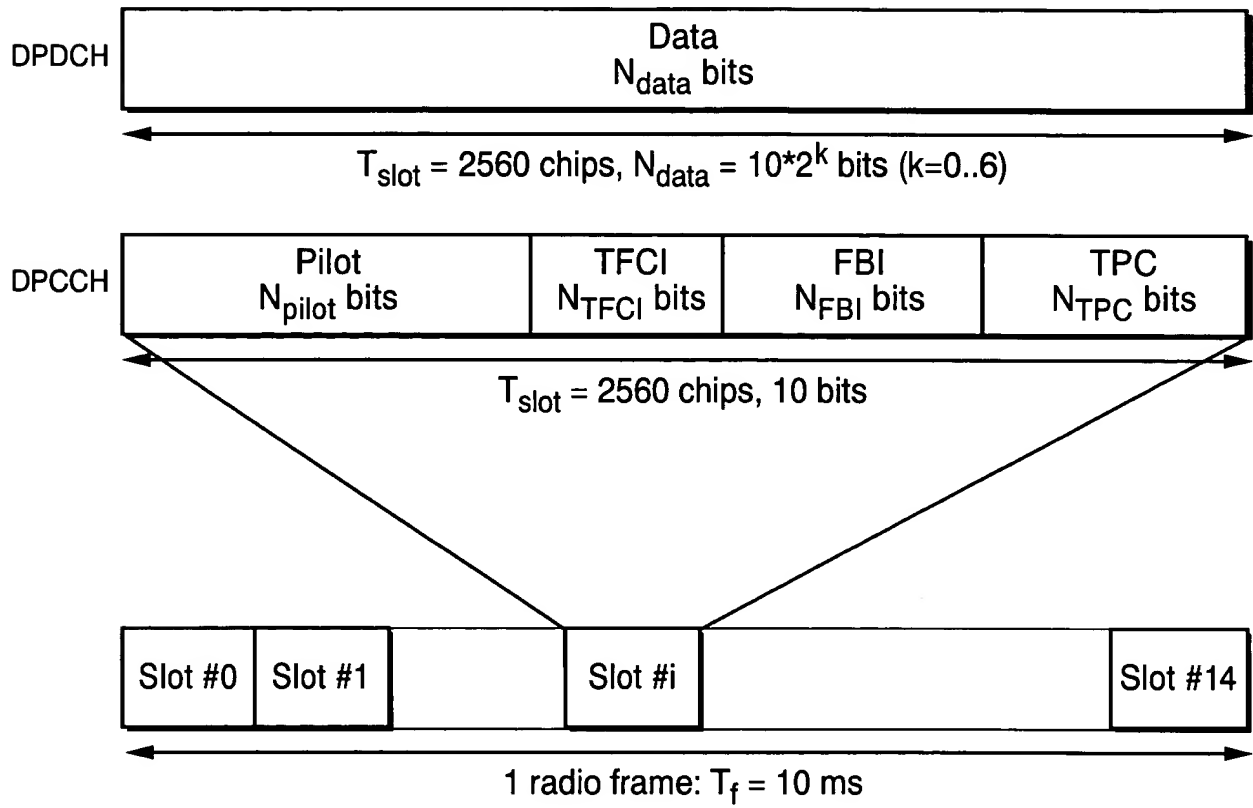 DPDCH
Data
N_data bits
T_slot = 2560 chips, N_data = 10*2^k bits (k=0..6)
DPCCH
Pilot
N_pilot bits
TFCI
N_TFCI bits
FBI
N_FBI bits
TPC
N_TPC bits
T_slot = 2560 chips, 10 bits
Slot #0
Slot #1
Slot #i
Slot #14
1 radio frame: T_f = 10 ms